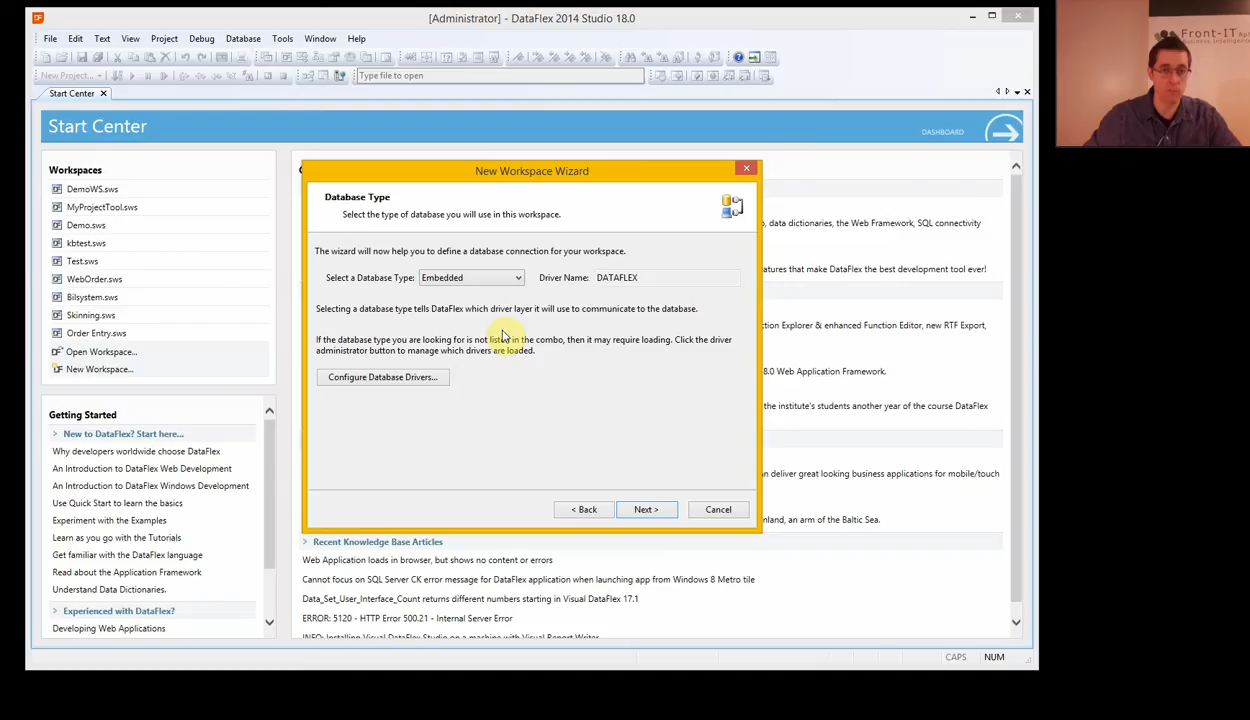 [Administrator] - DataFlex 2014 Studio 18.0
File Edit Text View Project Debug Database Tools Window Help
New Project...
Type file to open
Start Center
Start Center
DASHBOARD
Workspaces
DemoWS.sws
MyProjectTool.sws
Demo.sws
kbtest.sws
Test.sws
WebOrder.sws
Bilsystem.sws
Skinning.sws
Order Entry.sws
Open Workspace...
New Workspace...
Getting Started
> New to DataFlex? Start here...
Why developers worldwide choose DataFlex
An Introduction to DataFlex Web Development
An Introduction to DataFlex Windows Development
Use Quick Start to learn the basics
Experiment with the Examples
Learn as you go with the Tutorials
Get familiar with the DataFlex language
Read about the Application Framework
Understand Data Dictionaries.
> Experienced with DataFlex?
Developing Web Applications
New Workspace Wizard
Database Type
Select the type of database you will use in this workspace.
The wizard will now help you to define a database connection for your workspace.
Select a Database Type: Embedded Driver Name: DATAFLEX
Selecting a database type tells DataFlex which driver layer it will use to communicate to the database.
If the database type you are looking for is not listed in the combo, then it may require loading. Click the driver
administrator button to manage which drivers are loaded.
Configure Database Drivers...
< Back Next > Cancel
, data dictionaries, the Web Framework, SQL connectivity
atures that make DataFlex the best development tool ever!
ction Explorer & enhanced Function Editor, new RTF Export,
8.0 Web Application Framework.
the institute's students another year of the course DataFlex
n deliver great looking business applications for mobile/touch
nland, an arm of the Baltic Sea.
> Recent Knowledge Base Articles
Web Application loads in browser, but shows no content or errors
Cannot focus on SQL Server CK error message for DataFlex application when launching app from Windows 8 Metro tile
Data_Set_User_Interface_Count returns different numbers starting in Visual DataFlex 17.1
ERROR: 5120 - HTTP Error 500.21 - Internal Server Error
INFO: Installing Visual DataFlex Studio on a machine with Visual Report Writer
CAPS NUM
Front-IT